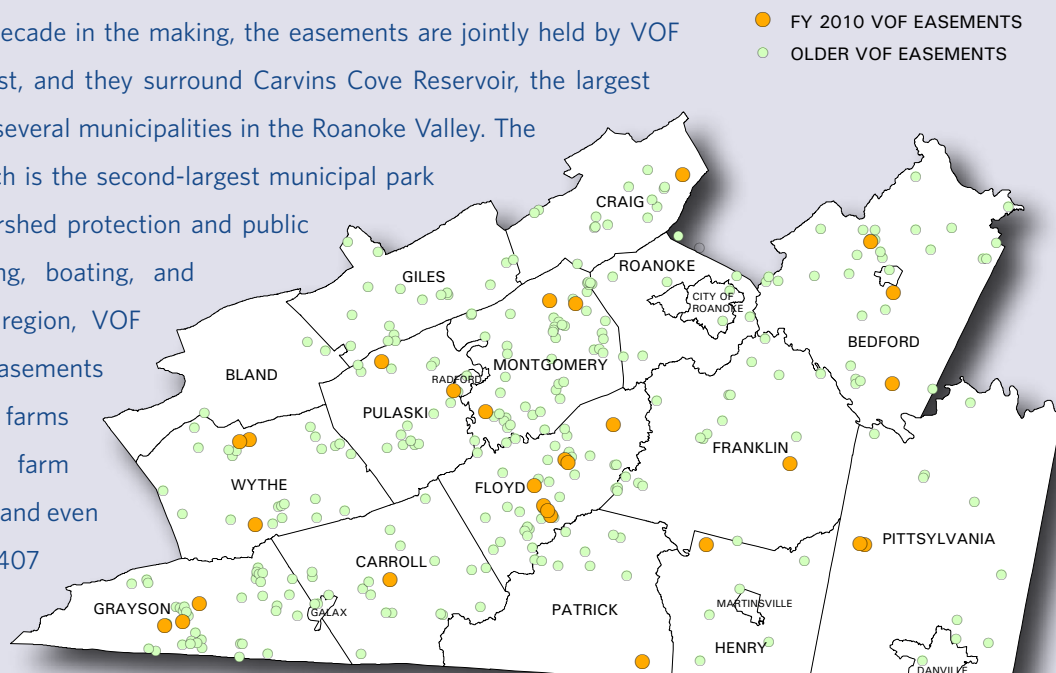 FY 2010 VOF EASEMENTS
OLDER VOF EASEMENTS
decade in the making, the easements are jointly held by VOF
st, and they surround Carvins Cove Reservoir, the largest
several municipalities in the Roanoke Valley. The
ch is the second-largest municipal park
rshed protection and public
ng, boating, and
region, VOF
asements
farms
farm
and even
407
CRAIG
GILES
ROANOKE
CITY OF
ROANOKE
BEDFORD
BLAND
RADFORD
MONTGOMERY
PULASKI
FRANKLIN
WYTHE
FLOYD
PITTSYLVANIA
CARROLL
GRAYSON
GALAX
PATRICK
MARTINSVILLE
HENRY
DANVILLE